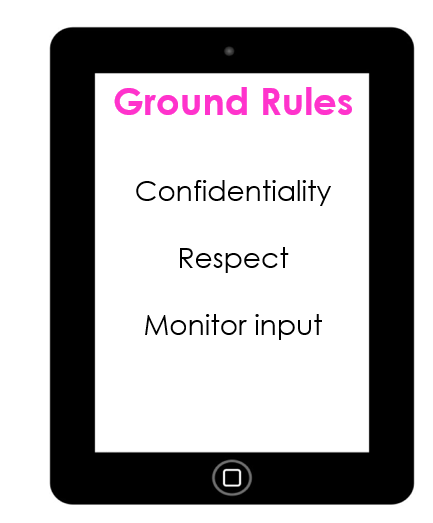 Ground Rules
Confidentiality
Respect
Monitor input